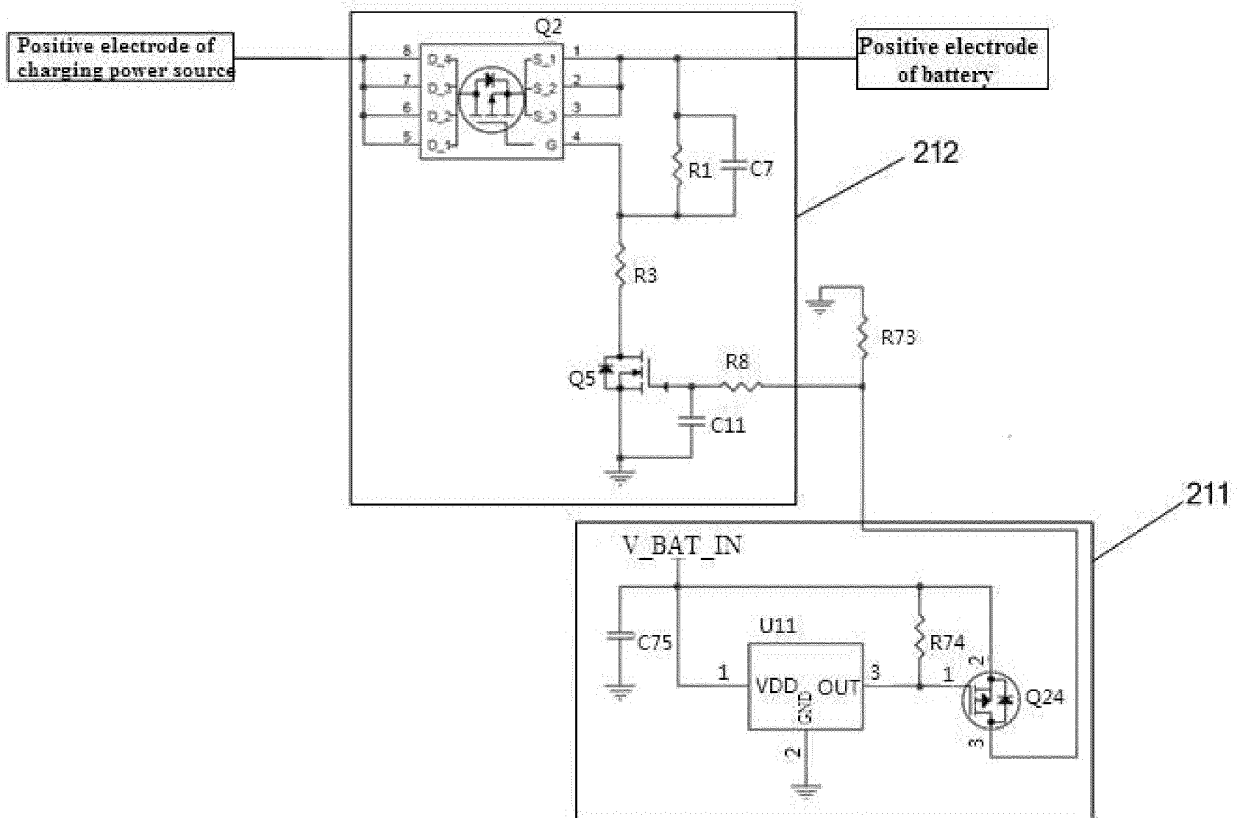 Q2
Positive electrode of
charging power source
Positive electrode
of battery
8 D_4 S_1 1
7 D_3 S_2 2
6 D_2 S_3 3
5 D_1 G 4
212
R1
C7
R3
R73
Q5
R8
C11
211
V_BAT_IN
C75
U11
R74
2
1 VDD OUT 3
1
Q24
GND
2
3